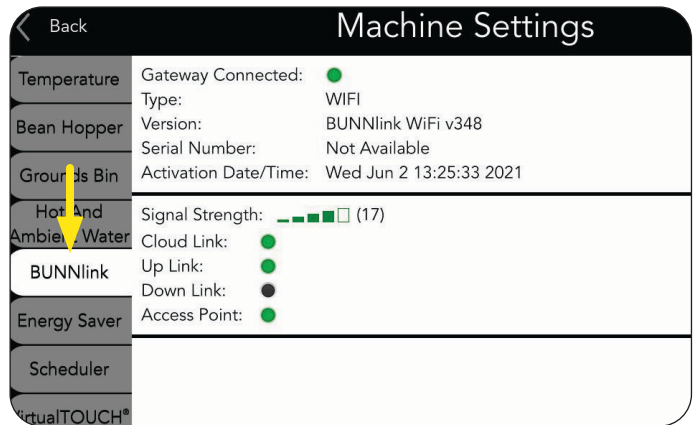 Back
Machine Settings
Temperature
Bean Hopper
Grounds Bin
Hot And
Ambient Water
BUNNlink
Energy Saver
Scheduler
VirtualTOUCH®
Gateway Connected:
Type: WIFI
Version: BUNNlink WiFi v348
Serial Number: Not Available
Activation Date/Time: Wed Jun 2 13:25:33 2021
Signal Strength: (17)
Cloud Link:
Up Link:
Down Link:
Access Point: